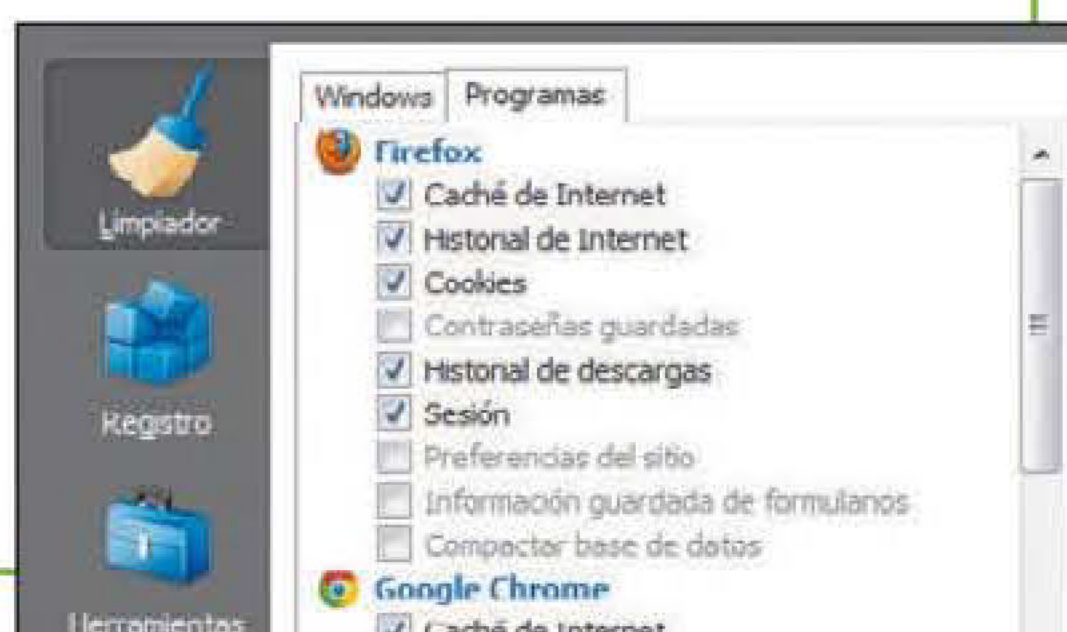 Windows Programas
Firefox
Caché de Internet
Historial de Internet
Cookies
Contraseñas guardadas
Historial de descargas
Sesión
Preferencias del sitio
Información guardada de formularios
Compactar base de datos
Google Chrome
Caché de Internet
Limpiador
Registro
Herramientas